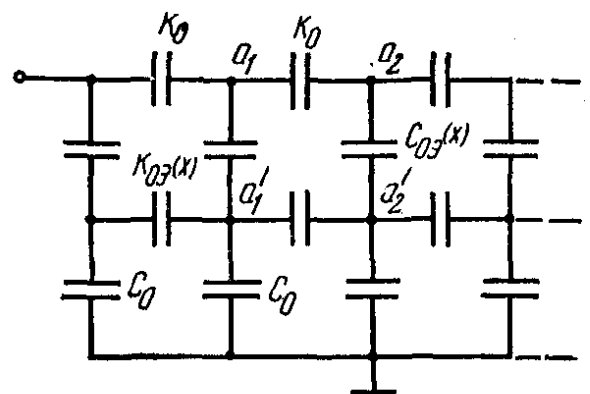 K₀ a₁ K₀ a₂
C₀э(x)
K₀э(x) a₁′ a₂′
C₀ C₀